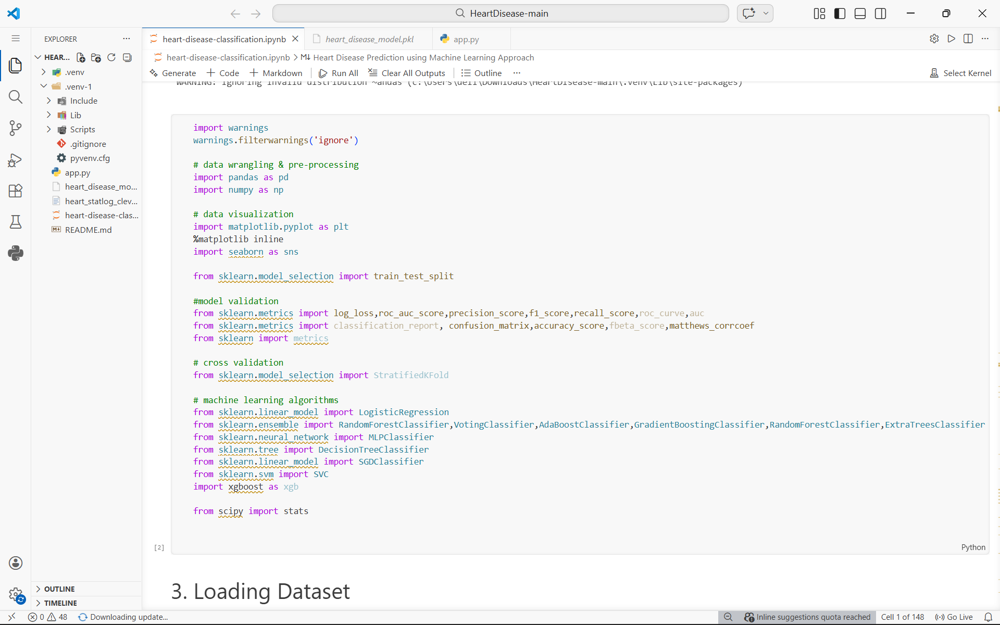 HeartDisease-main
EXPLORER
heart-disease-classification.ipynb
heart_disease_model.pkl
app.py
HEAR...
heart-disease-classification.ipynb > M↓ Heart Disease Prediction using Machine Learning Approach
Generate + Code + Markdown Run All Clear All Outputs Outline ...
Select Kernel
.venv
.venv-1
Include
Lib
Scripts
.gitignore
pyvenv.cfg
app.py
heart_disease_mo...
heart_statlog_clev...
heart-disease-clas...
README.md
WARNING: Ignoring invalid distribution ~andas (c:\Users\dell\Downloads\HeartDisease-main\.venv\Lib\site-packages)
import warnings
warnings.filterwarnings('ignore')
# data wrangling & pre-processing
import pandas as pd
import numpy as np
# data visualization
import matplotlib.pyplot as plt
%matplotlib inline
import seaborn as sns
from sklearn.model_selection import train_test_split
#model validation
from sklearn.metrics import log_loss,roc_auc_score,precision_score,f1_score,recall_score,roc_curve,auc
from sklearn.metrics import classification_report, confusion_matrix,accuracy_score,fbeta_score,matthews_corrcoef
from sklearn import metrics
# cross validation
from sklearn.model_selection import StratifiedKFold
# machine learning algorithms
from sklearn.linear_model import LogisticRegression
from sklearn.ensemble import RandomForestClassifier,VotingClassifier,AdaBoostClassifier,GradientBoostingClassifier,RandomForestClassifier,ExtraTreesClassifier
from sklearn.neural_network import MLPClassifier
from sklearn.tree import DecisionTreeClassifier
from sklearn.linear_model import SGDClassifier
from sklearn.svm import SVC
import xgboost as xgb
from scipy import stats
[2]
Python
3. Loading Dataset
OUTLINE
TIMELINE
0 48 Downloading update...
Inline suggestions quota reached Cell 1 of 148 Go Live